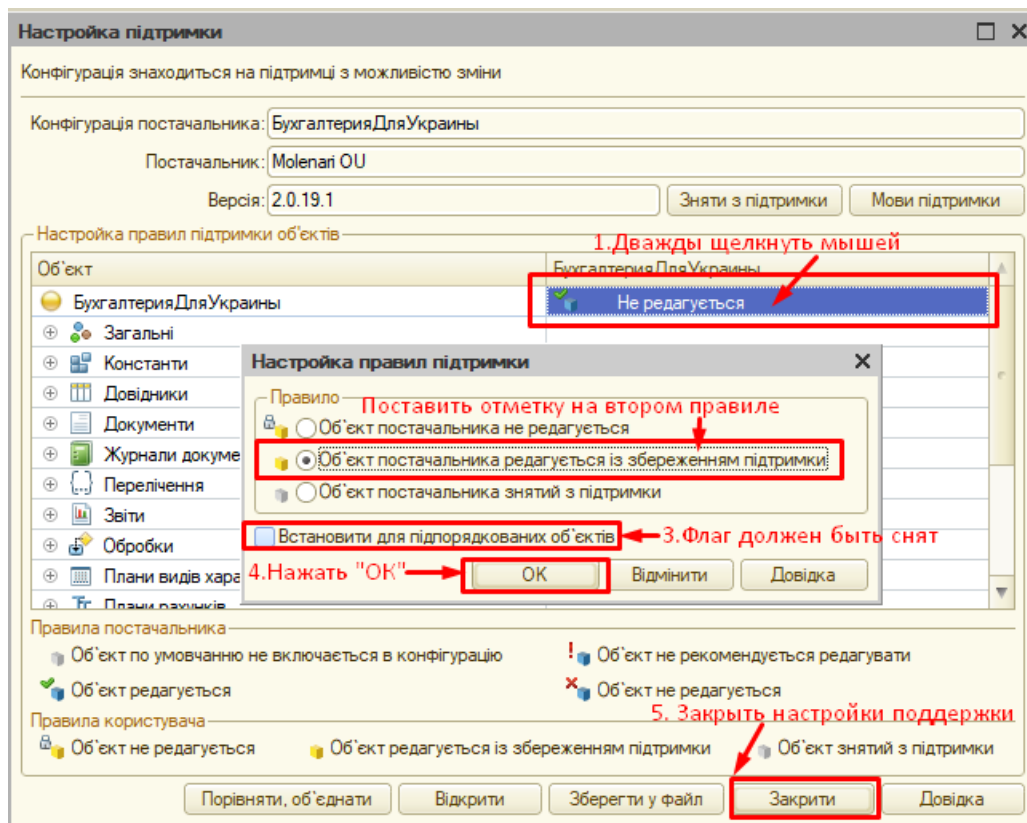 Настройка підтримки
Конфігурація знаходиться на підтримці з можливістю зміни
Конфігурація постачальника: БухгалтерияДляУкраины
Постачальник: Molenari OU
Версія: 2.0.19.1 Зняти з підтримки Мови підтримки
Настройка правил підтримки об'єктів
1.Дважды щелкнуть мышей
Об`єкт БухгалтерияДляУкраины
БухгалтерияДляУкраины Не редагується
Загальні
Константи
Довідники
Документи
Журнали докуме
Перелічення
Звіти
Обробки
Плани видів хара
Плани рахунків
Настройка правил підтримки
Правило
Поставить отметку на втором правиле
Об`єкт постачальника не редагується
Об`єкт постачальника редагується із збереженням підтримки
Об`єкт постачальника знятий з підтримки
Встановити для підпорядкованих об`єктів 3.Флаг должен быть снят
4.Нажать "ОК" OK Відмінити Довідка
Правила постачальника
Об`єкт по умовчанню не включається в конфігурацію Об`єкт не рекомендується редагувати
Об`єкт редагується Об`єкт не редагується
5. Закрыть настройки поддержки
Правила користувача
Об`єкт не редагується Об`єкт редагується із збереженням підтримки Об`єкт знятий з підтримки
Порівняти, об`єднати Відкрити Зберегти у файл Закрити Довідка